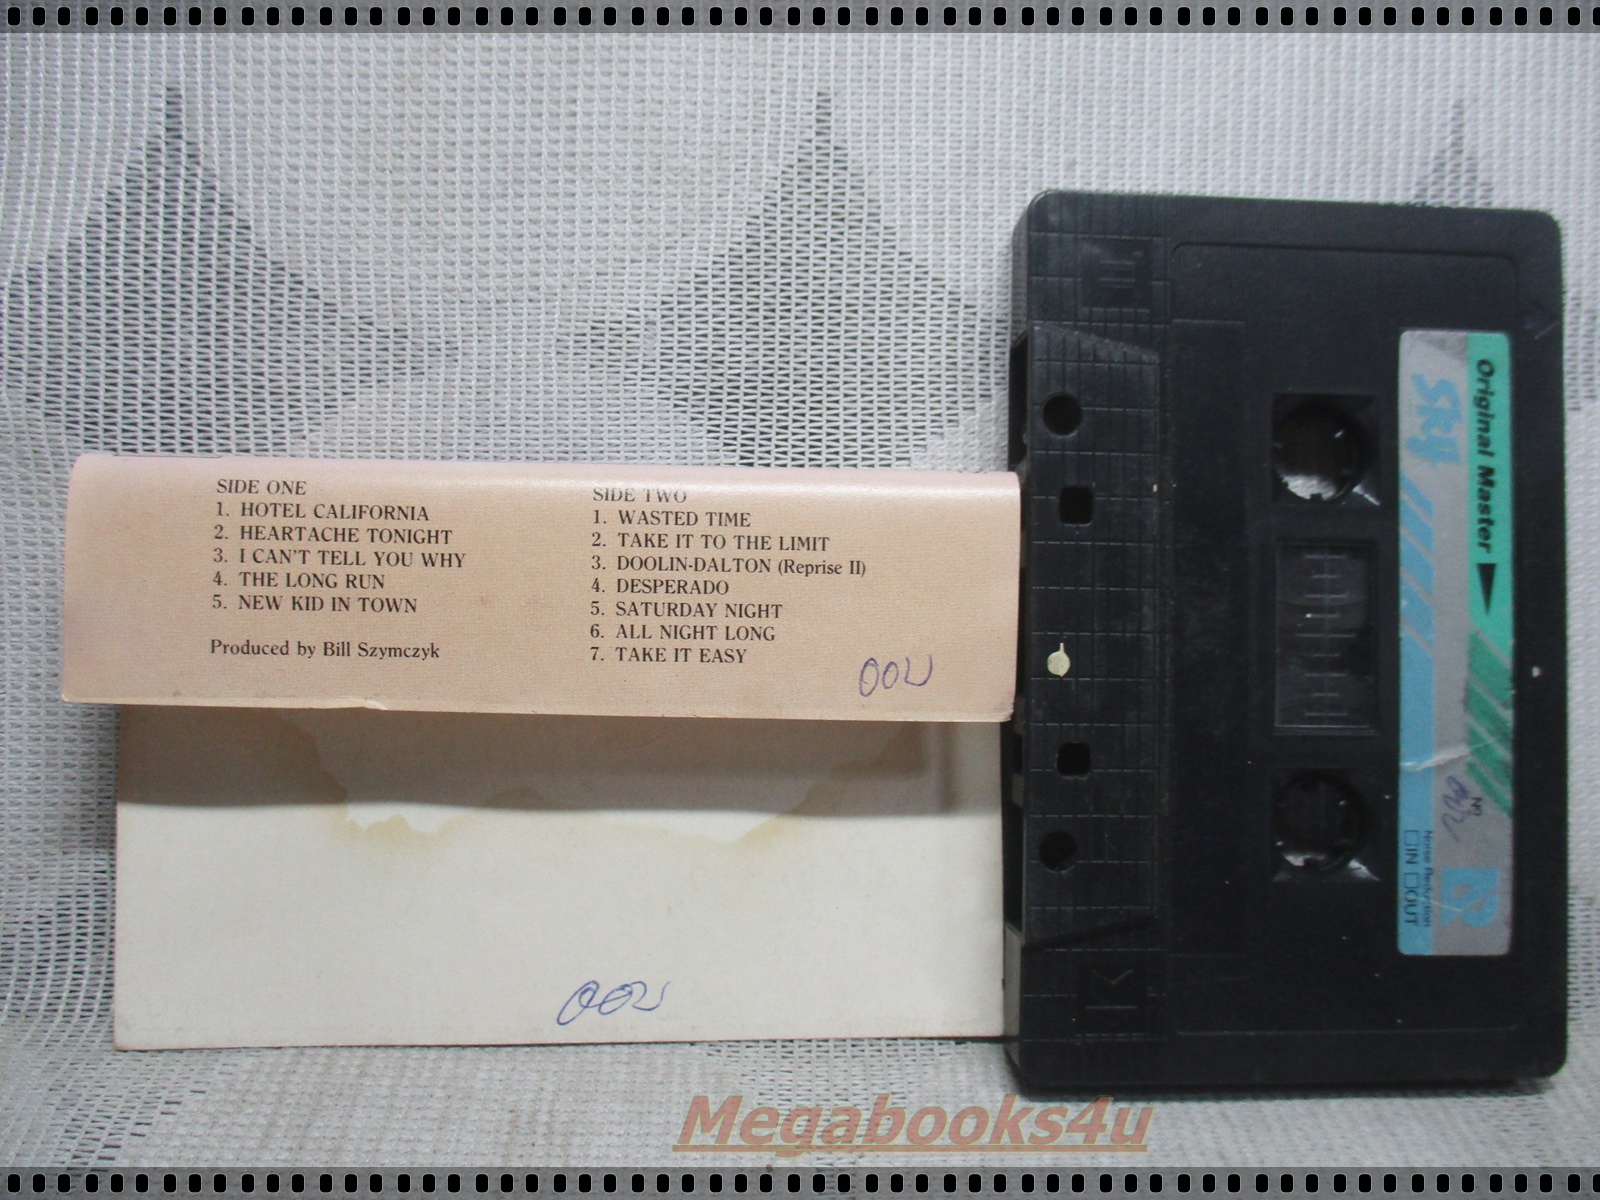 SIDE ONE
1. HOTEL CALIFORNIA
2. HEARTACHE TONIGHT
3. I CAN'T TELL YOU WHY
4. THE LONG RUN
5. NEW KID IN TOWN
Produced by Bill Szymczyk
SIDE TWO
1. WASTED TIME
2. TAKE IT TO THE LIMIT
3. DOOLIN-DALTON (Reprise II)
4. DESPERADO
5. SATURDAY NIGHT
6. ALL NIGHT LONG
7. TAKE IT EASY
Original Master
SKY
No
Noise Reduction
IN OUT
Megabooks4u